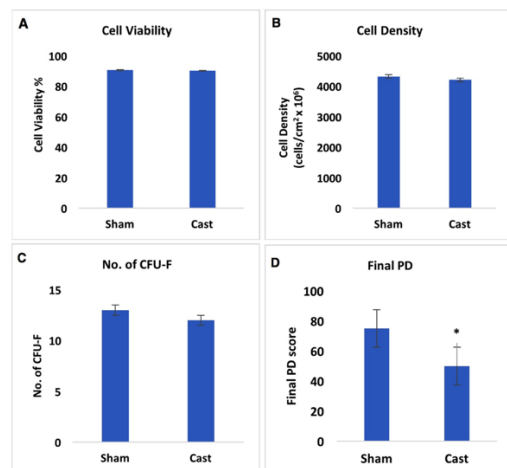 A
Cell Viability
Cell Viability %
100
80
60
40
20
0
Sham Cast
B
Cell Density
Cell Density
(cells/cm² x 10⁶)
5000
4000
3000
2000
1000
0
Sham Cast
C
No. of CFU-F
No. of CFU-F
15
10
5
0
Sham Cast
D
Final PD
Final PD score
100
80
60
40
20
0
*
Sham Cast